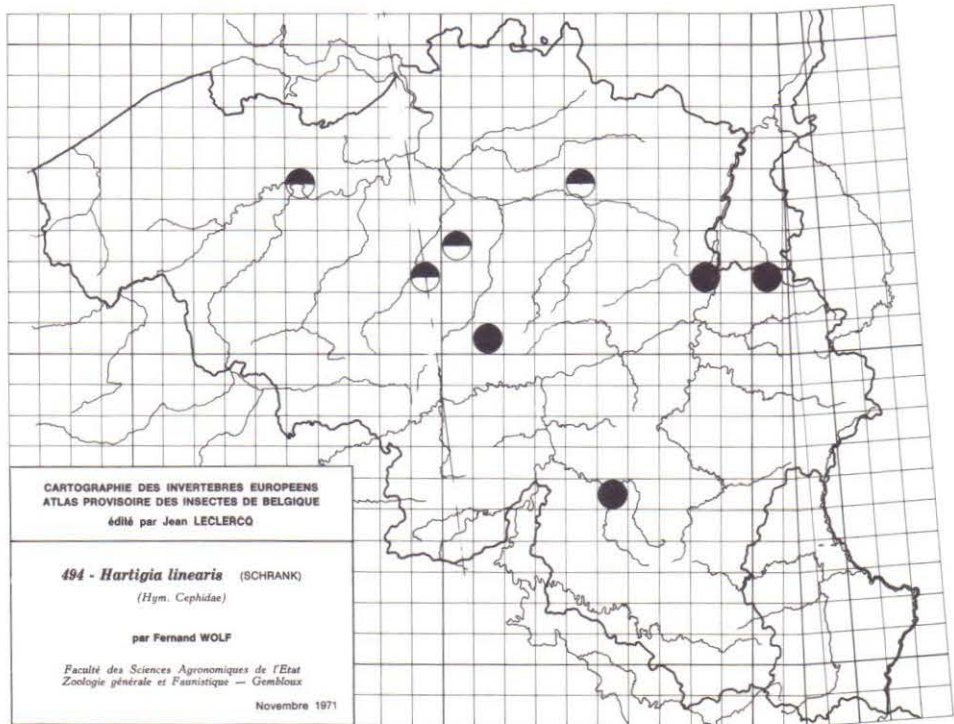 CARTOGRAPHIE DES INVERTEBRES EUROPEENS
ATLAS PROVISOIRE DES INSECTES DE BELGIQUE
édité par Jean LECLERCQ
494 - Hartigia linearis (SCHRANK)
(Hym. Cephidae)
par Fernand WOLF
Faculté des Sciences Agronomiques de l'Etat
Zoologie générale et Faunistique — Gembloux
Novembre 1971